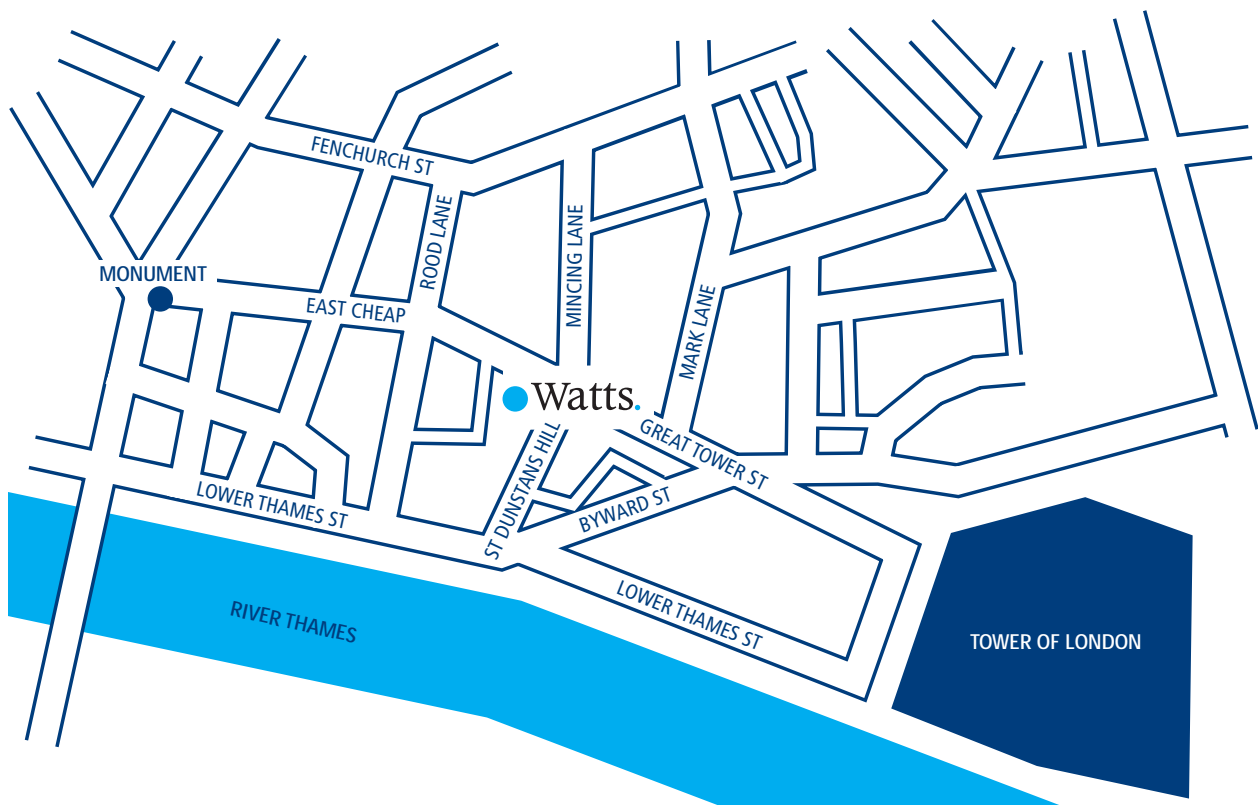 FENCHURCH ST
ROOD LANE
MINCING LANE
MONUMENT
EAST CHEAP
MARK LANE
Watts.
GREAT TOWER ST
ST DUNSTANS HILL
BYWARD ST
LOWER THAMES ST
LOWER THAMES ST
RIVER THAMES
TOWER OF LONDON